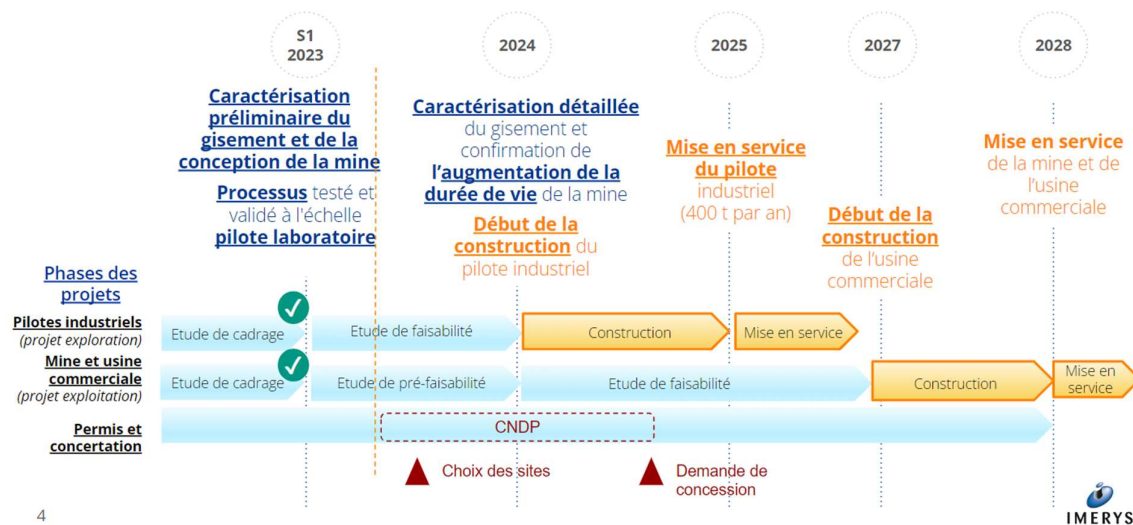 S1
2023
2024
2025
2027
2028
Caractérisation
préliminaire du
gisement et de la
conception de la mine
Processus testé et
validé à l'échelle
pilote laboratoire
Caractérisation détaillée
du gisement et
confirmation de
l'augmentation de la
durée de vie de la mine
Début de la
construction du
pilote industriel
Mise en service
du pilote
industriel
(400 t par an)
Début de la
construction
de l'usine
commerciale
Mise en service
de la mine et de
l'usine
commerciale
Phases des
projets
Pilotes industriels
(projet exploration)
Etude de cadrage
Etude de faisabilité
Construction
Mise en service
Mine et usine
commerciale
(projet exploitation)
Etude de cadrage
Etude de pré-faisabilité
Etude de faisabilité
Construction
Mise en
service
Permis et
concertation
CNDP
Choix des sites
Demande de
concession
4
IMERYS